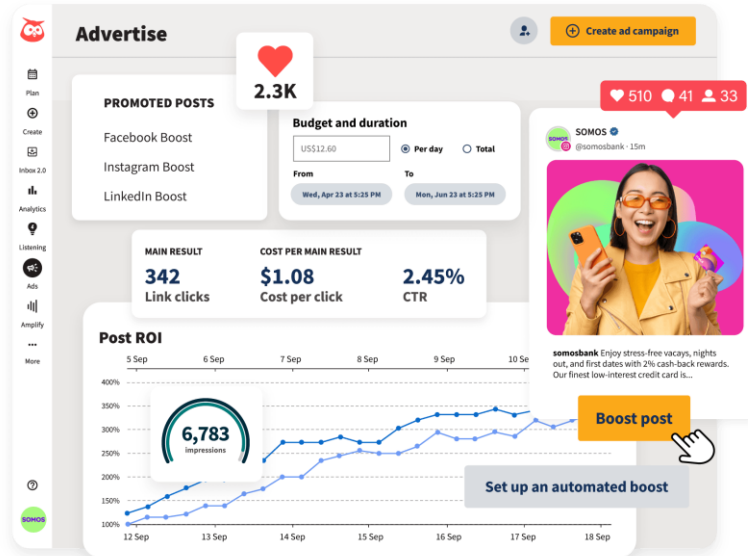 Advertise
Create ad campaign
Plan
Create
Inbox 2.0
Analytics
Listening
Ads
Amplify
More
SOMOS
2.3K
PROMOTED POSTS
Facebook Boost
Instagram Boost
LinkedIn Boost
Budget and duration
US$12.60
Per day
Total
From
To
Wed, Apr 23 at 5:25 PM
Mon, Jun 23 at 5:25 PM
510 41 33
SOMOS
SOMOS
@somosbank · 15m
somosbank Enjoy stress-free vacays, nights
out, and first dates with 2% cash-back rewards.
Our finest low-interest credit card is...
Boost post
Set up an automated boost
MAIN RESULT
342
Link clicks
COST PER MAIN RESULT
$1.08
Cost per click
2.45%
CTR
Post ROI
5 Sep 6 Sep 7 Sep 8 Sep 9 Sep 10 Se
400%
350%
300%
250%
200%
150%
100%
6,783
impressions
12 Sep 13 Sep 14 Sep 15 Sep 16 Sep 17 Sep 18 Sep